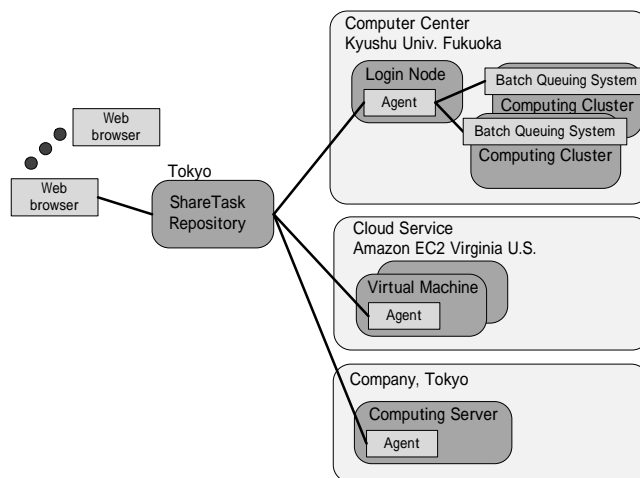 Computer Center
Kyushu Univ. Fukuoka
Login Node
Agent
Batch Queuing System
Computing Cluster
Batch Queuing System
Computing Cluster
Web
browser
Web
browser
Tokyo
ShareTask
Repository
Cloud Service
Amazon EC2 Virginia U.S.
Virtual Machine
Agent
Company, Tokyo
Computing Server
Agent